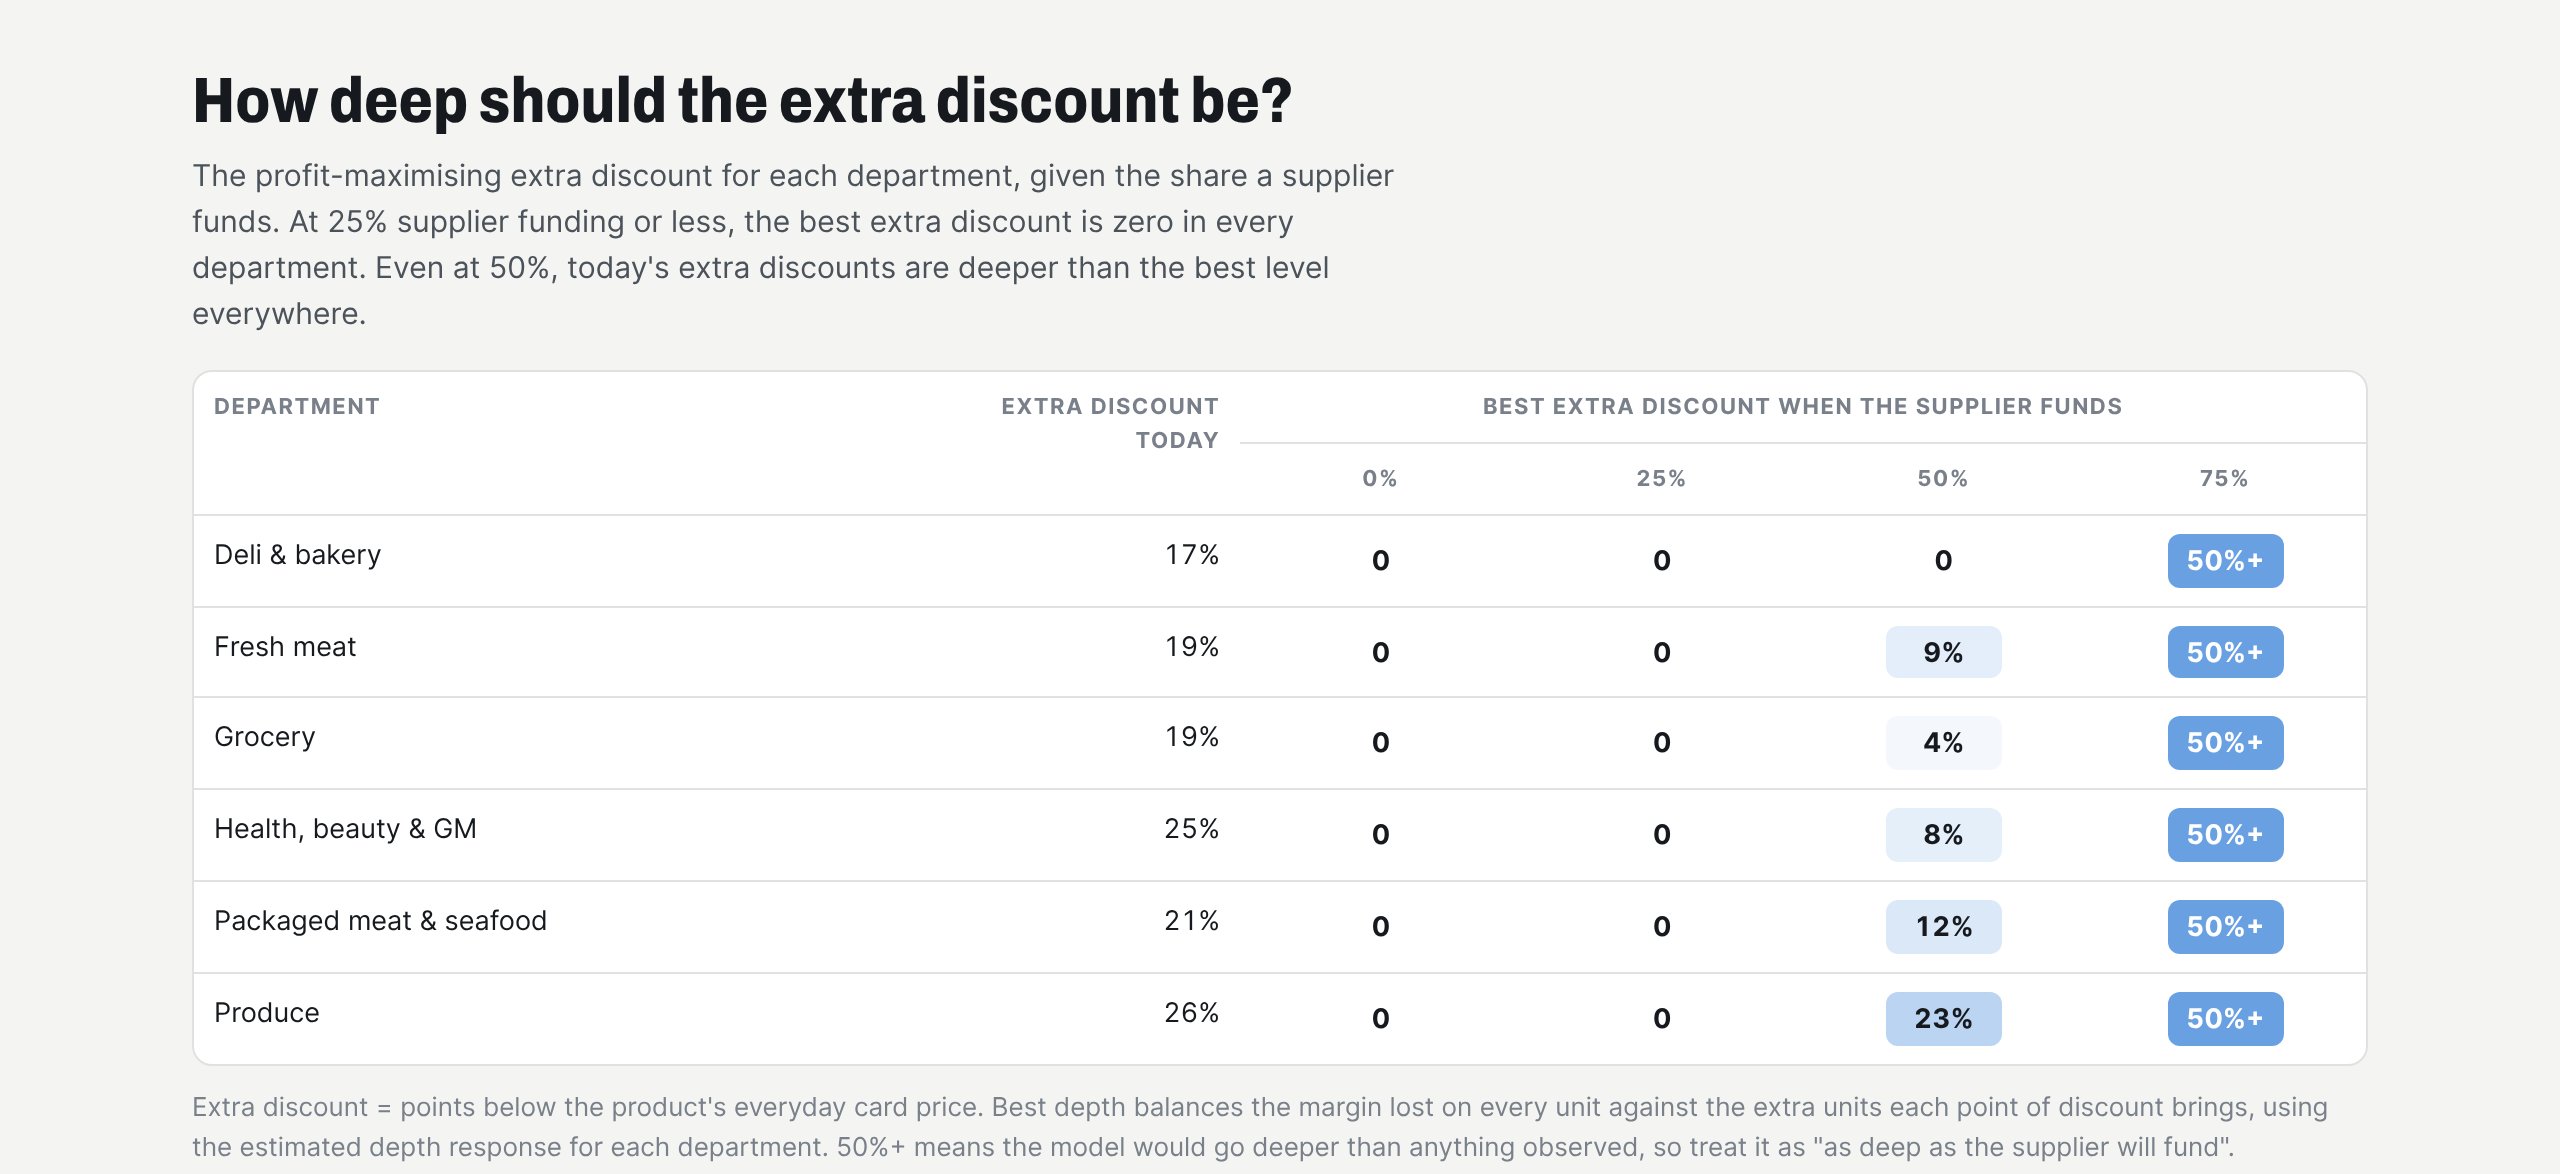 How deep should the extra discount be?
The profit-maximising extra discount for each department, given the share a supplier
funds. At 25% supplier funding or less, the best extra discount is zero in every
department. Even at 50%, today's extra discounts are deeper than the best level
everywhere.
DEPARTMENT EXTRA DISCOUNT TODAY BEST EXTRA DISCOUNT WHEN THE SUPPLIER FUNDS
0% 25% 50% 75%
Deli & bakery 17% 0 0 0 50%+
Fresh meat 19% 0 0 9% 50%+
Grocery 19% 0 0 4% 50%+
Health, beauty & GM 25% 0 0 8% 50%+
Packaged meat & seafood 21% 0 0 12% 50%+
Produce 26% 0 0 23% 50%+
Extra discount = points below the product's everyday card price. Best depth balances the margin lost on every unit against the extra units each point of discount brings, using
the estimated depth response for each department. 50%+ means the model would go deeper than anything observed, so treat it as "as deep as the supplier will fund".